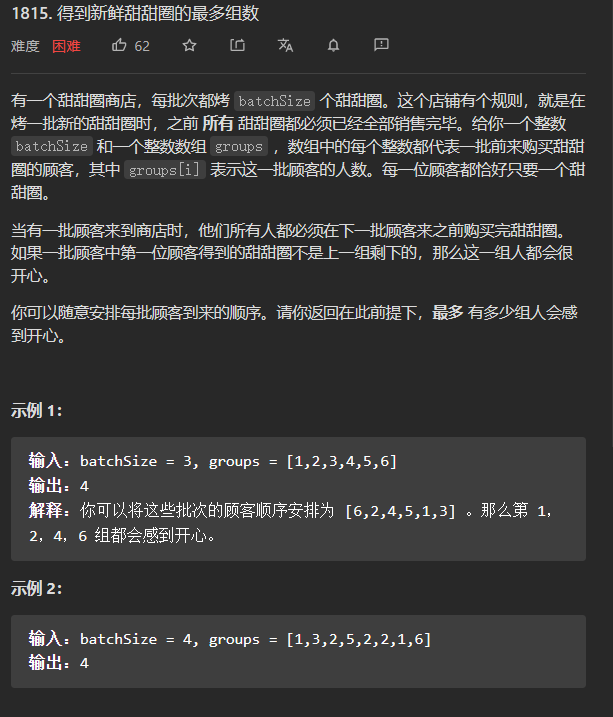 1815. 得到新鲜甜甜圈的最多组数
难度 困难 62
有一个甜甜圈商店，每批次都烤 batchSize 个甜甜圈。这个店铺有个规则，就是在
烤一批新的甜甜圈时，之前 所有 甜甜圈都必须已经全部销售完毕。给你一个整数
batchSize 和一个整数数组 groups ，数组中的每个整数都代表一批前来购买甜甜
圈的顾客，其中 groups[i] 表示这一批顾客的人数。每一位顾客都恰好只要一个甜
甜圈。
当有一批顾客来到商店时，他们所有人都必须在下一批顾客来之前购买完甜甜圈。
如果一批顾客中第一位顾客得到的甜甜圈不是上一组剩下的，那么这一组人都会很
开心。
你可以随意安排每批顾客到来的顺序。请你返回在此前提下，最多 有多少组人会感
到开心。
示例 1：
输入：batchSize = 3, groups = [1,2,3,4,5,6]
输出：4
解释：你可以将这些批次的顾客顺序安排为 [6,2,4,5,1,3] 。那么第 1，
2，4，6 组都会感到开心。
示例 2：
输入：batchSize = 4, groups = [1,3,2,5,2,2,1,6]
输出：4